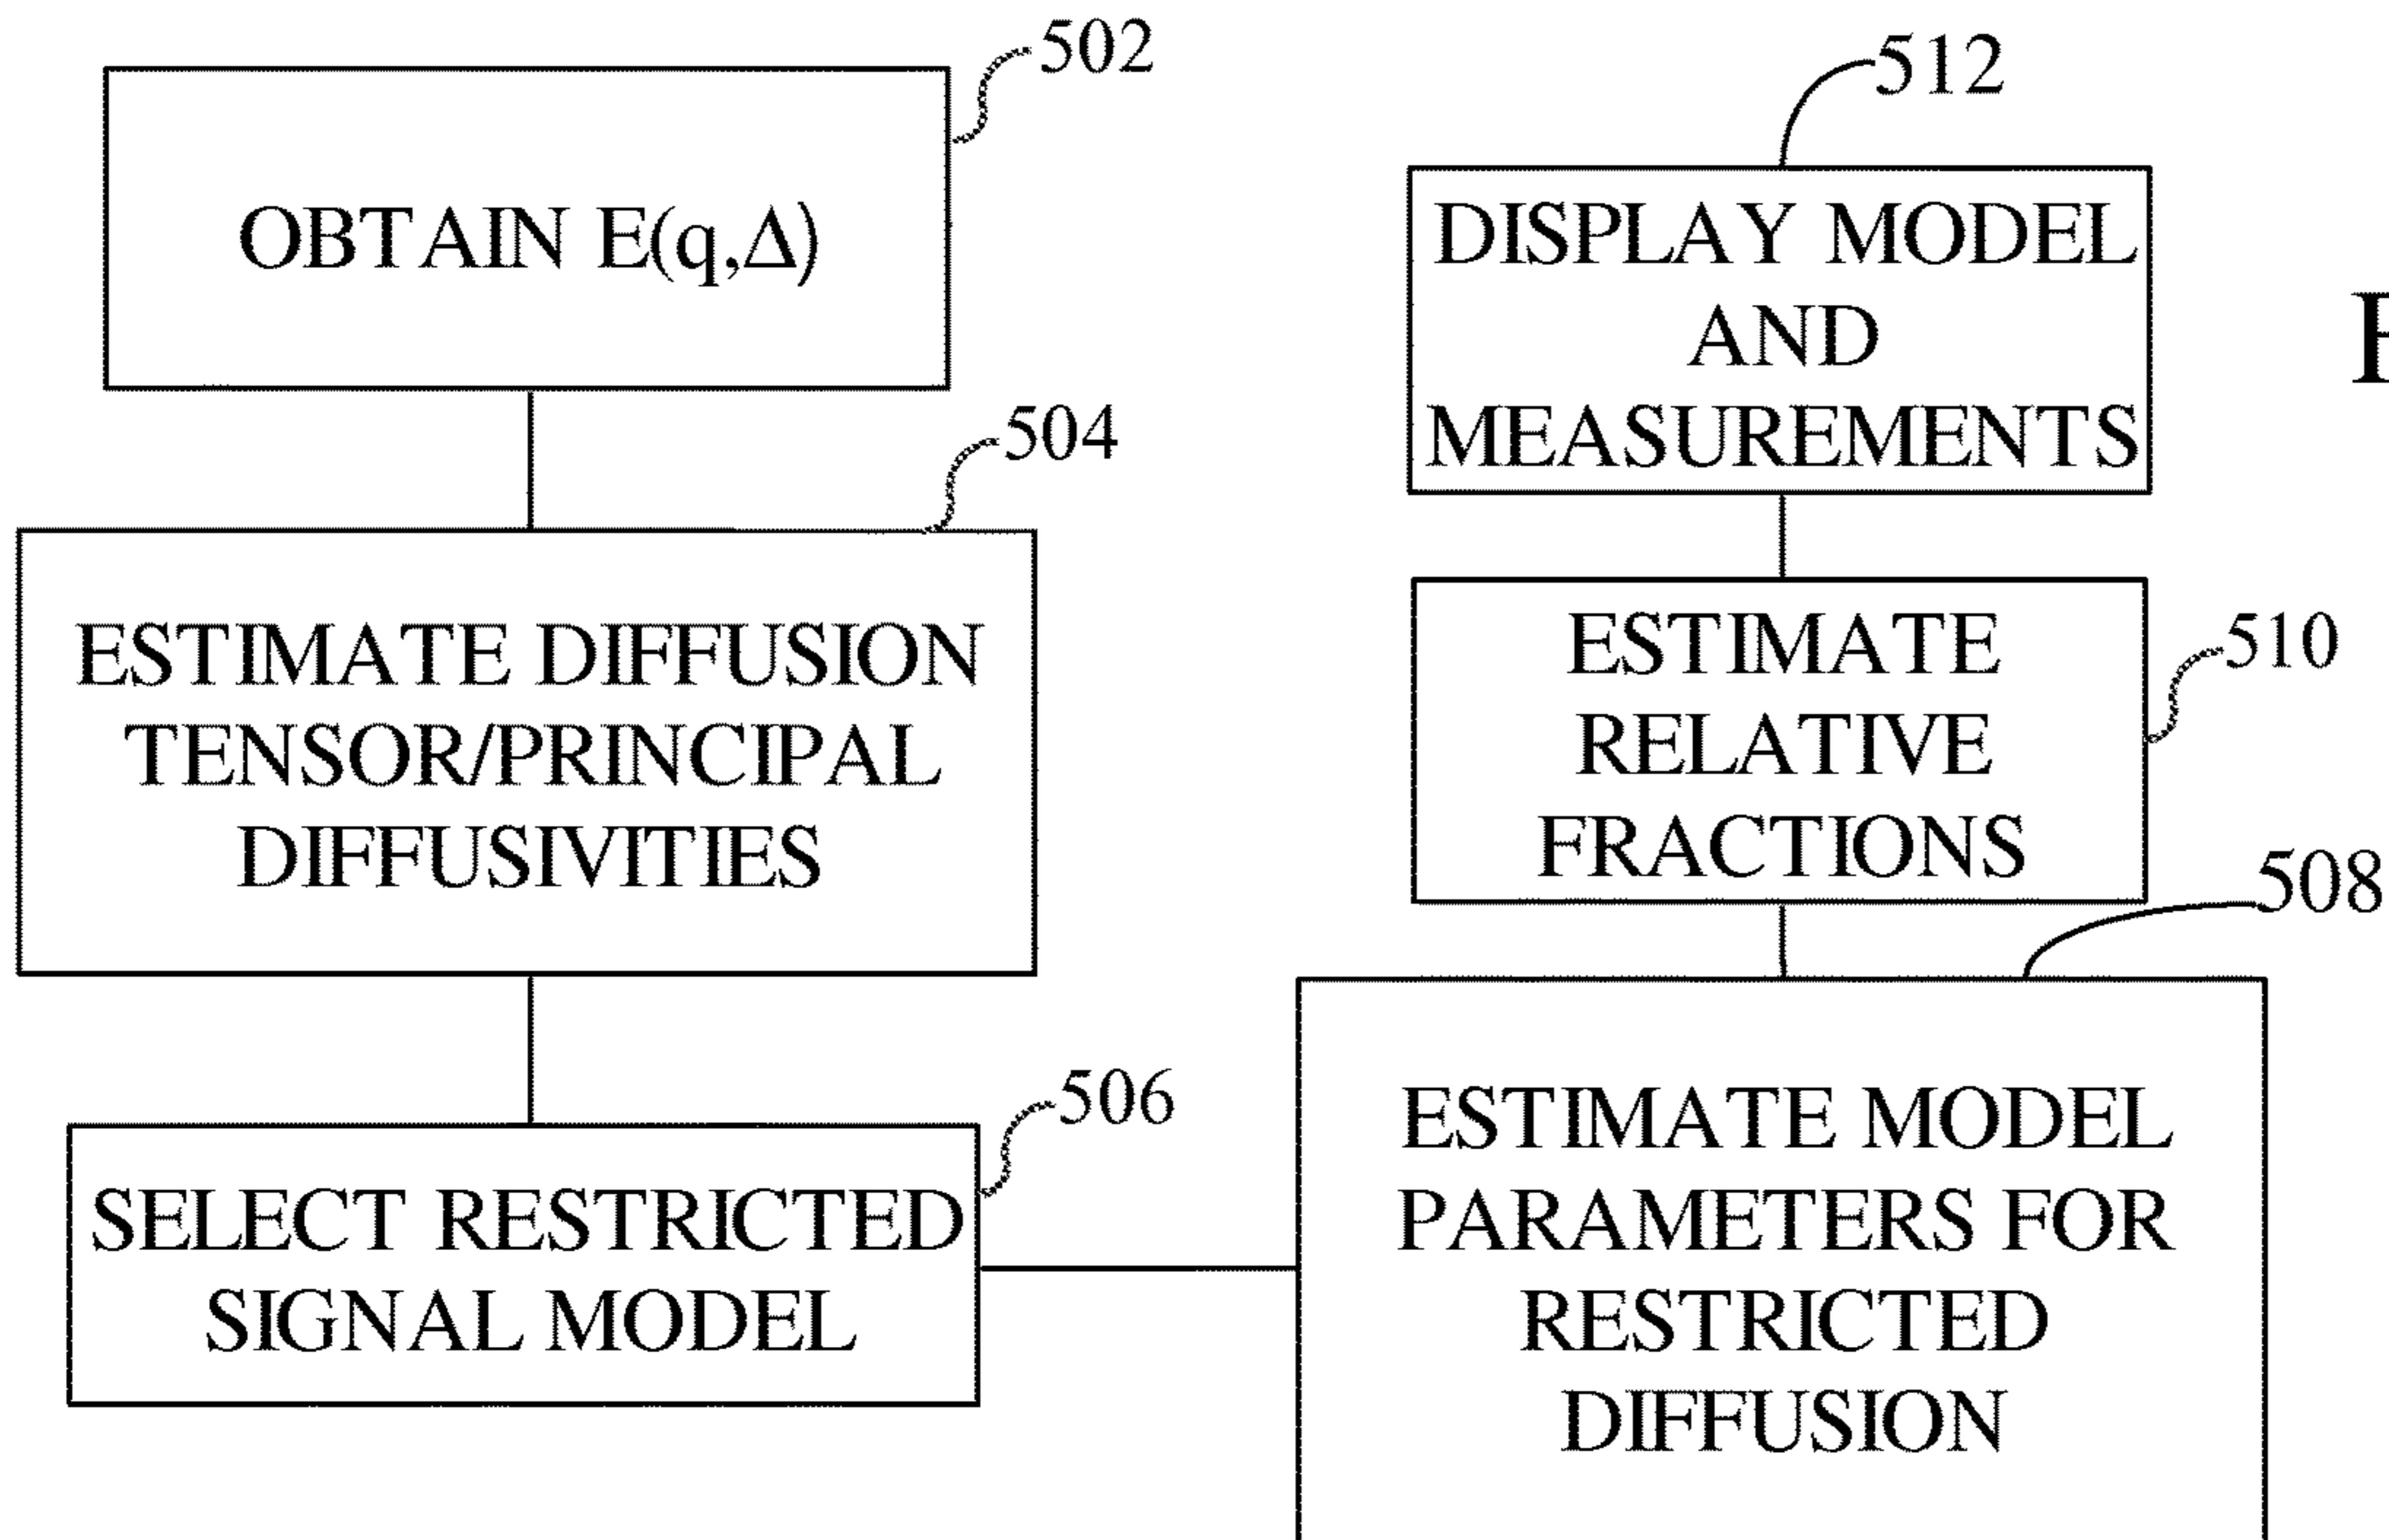 502
OBTAIN E(q,Δ)
504
ESTIMATE DIFFUSION
TENSOR/PRINCIPAL
DIFFUSIVITIES
506
SELECT RESTRICTED
SIGNAL MODEL
512
DISPLAY MODEL
AND
MEASUREMENTS
510
ESTIMATE
RELATIVE
FRACTIONS
508
ESTIMATE MODEL
PARAMETERS FOR
RESTRICTED
DIFFUSION